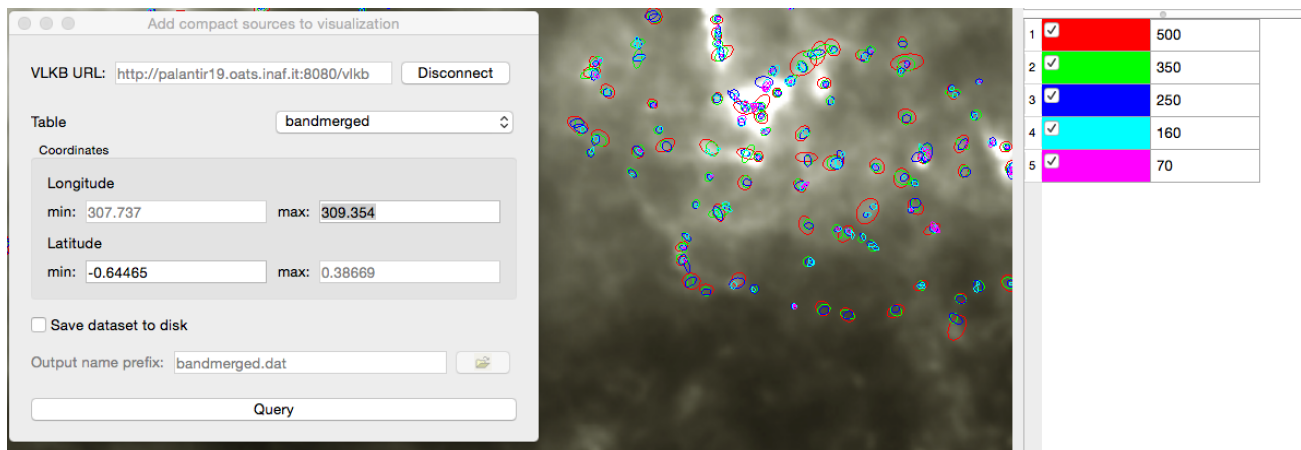 Add compact sources to visualization
VLKB URL: http://palantir19.oats.inaf.it:8080/vlkb Disconnect
Table bandmerged
Coordinates
Longitude
min: 307.737 max: 309.354
Latitude
min: -0.64465 max: 0.38669
Save dataset to disk
Output name prefix: bandmerged.dat
Query
1 500
2 350
3 250
4 160
5 70